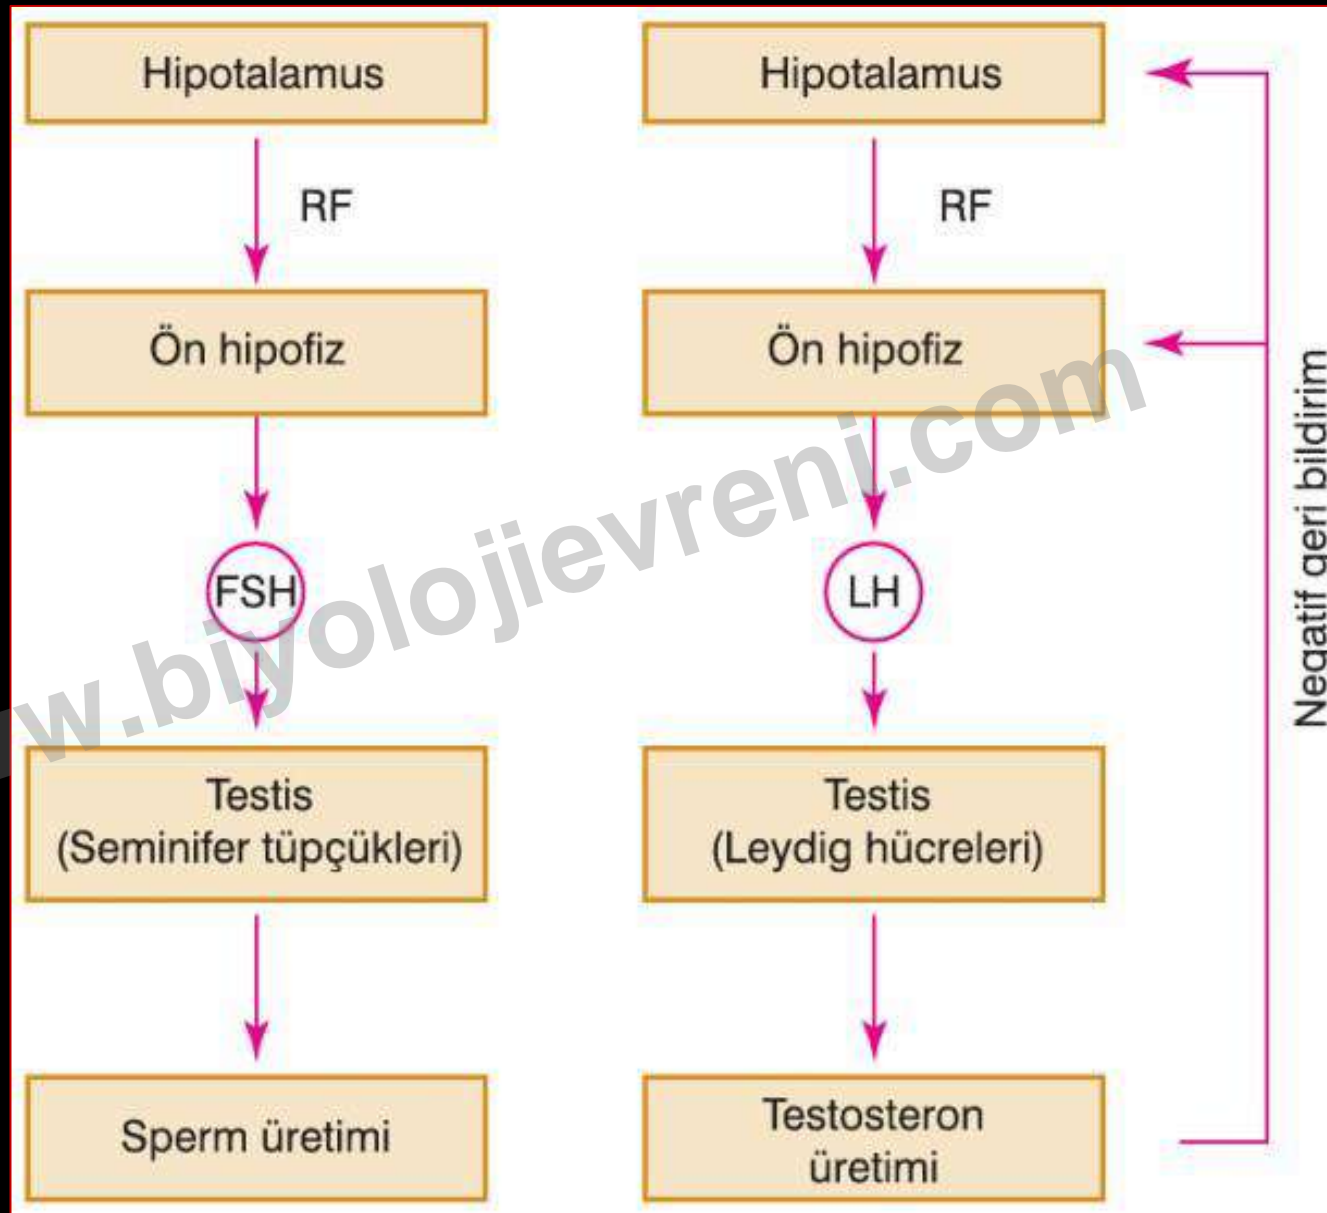 Hipotalamus
RF
Ön hipofiz
FSH
Testis
(Seminifer tüpçükleri)
Sperm üretimi
Hipotalamus
RF
Ön hipofiz
LH
Testis
(Leydig hücreleri)
Testosteron
üretimi
Negatif geri bildirim
w.biyolojievreni.com